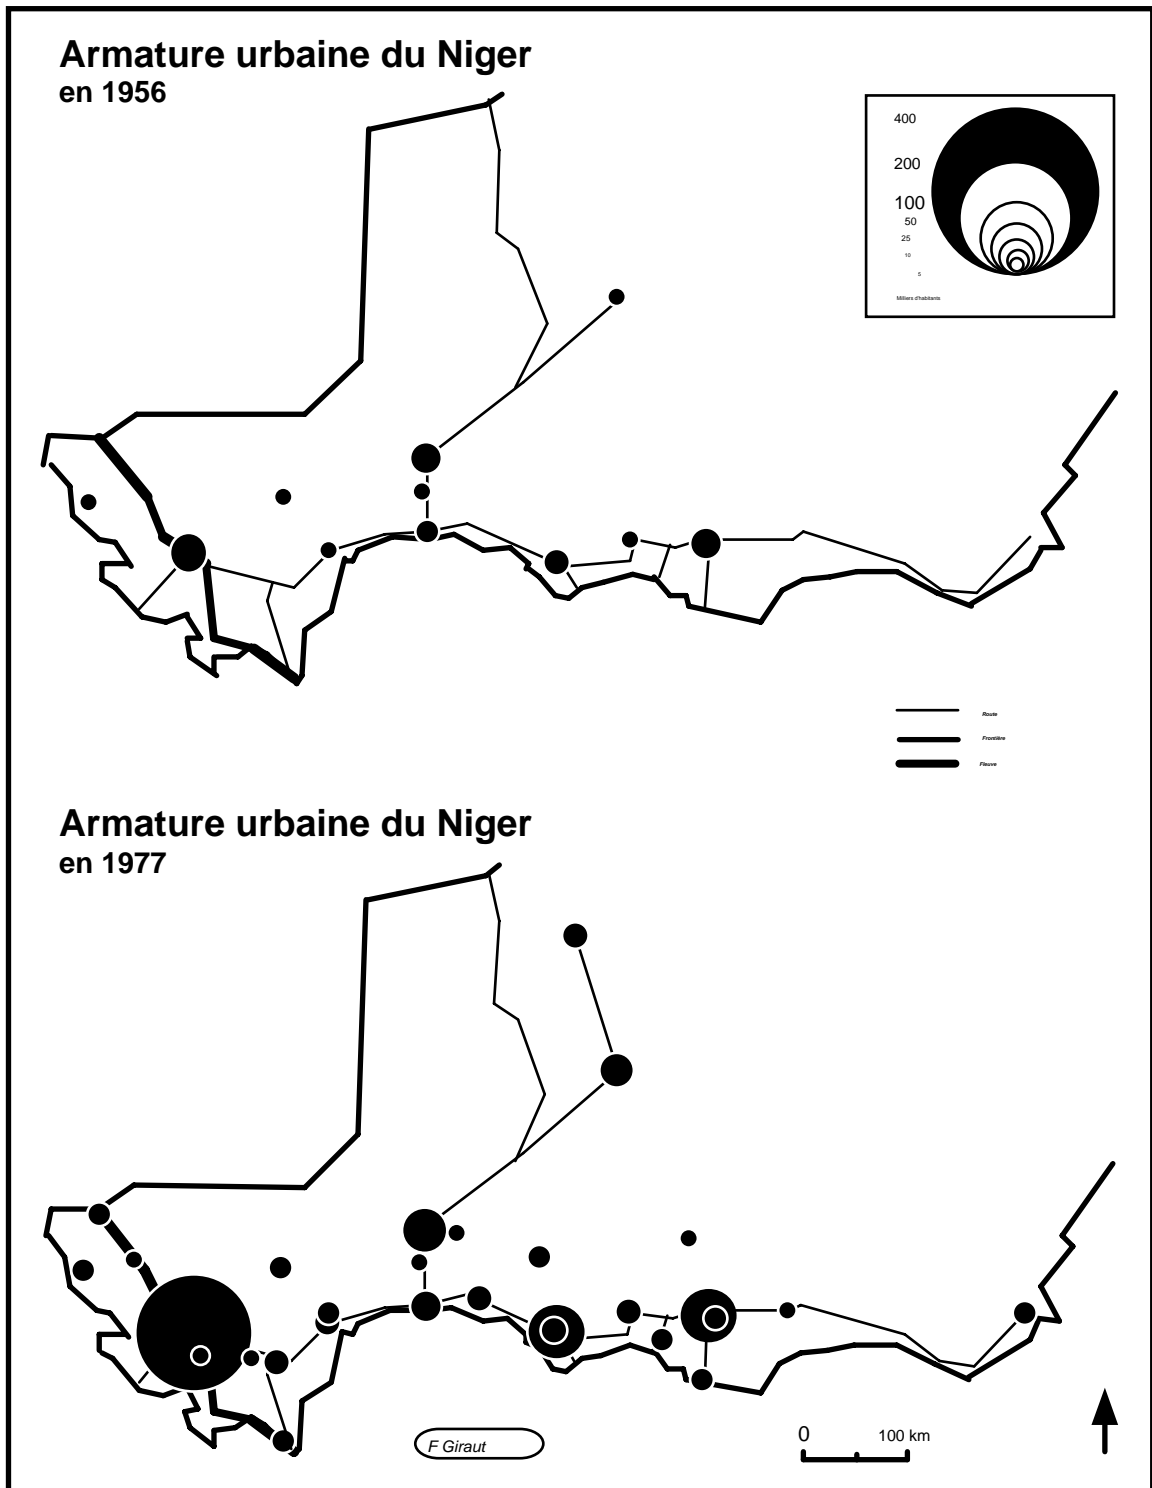 Armature urbaine du Niger
en 1956
400
200
100
50
25
10
5
Milliers d'habitants
Route
Frontière
Fleuve
Armature urbaine du Niger
en 1977
F Giraut
0
100 km